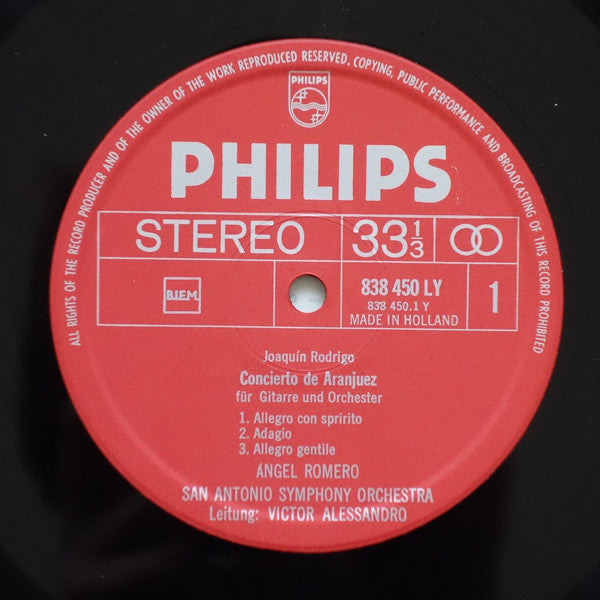 ALL RIGHTS OF THE RECORD PRODUCER AND OF THE OWNER OF THE WORK REPRODUCED RESERVED. COPYING, PUBLIC PERFORMANCE AND BROADCASTING OF THIS RECORD PROHIBITED
PHILIPS
PHILIPS
STEREO 33 1/3
B.I.E.M. 838 450 LY 1
838 450.1 Y
MADE IN HOLLAND
Joaquín Rodrigo
Concierto de Aranjuez
für Gitarre und Orchester
1. Allegro con spririto
2. Adagio
3. Allegro gentile
ÁNGEL ROMERO
SAN ANTONIO SYMPHONY ORCHESTRA
Leitung: VICTOR ALESSANDRO